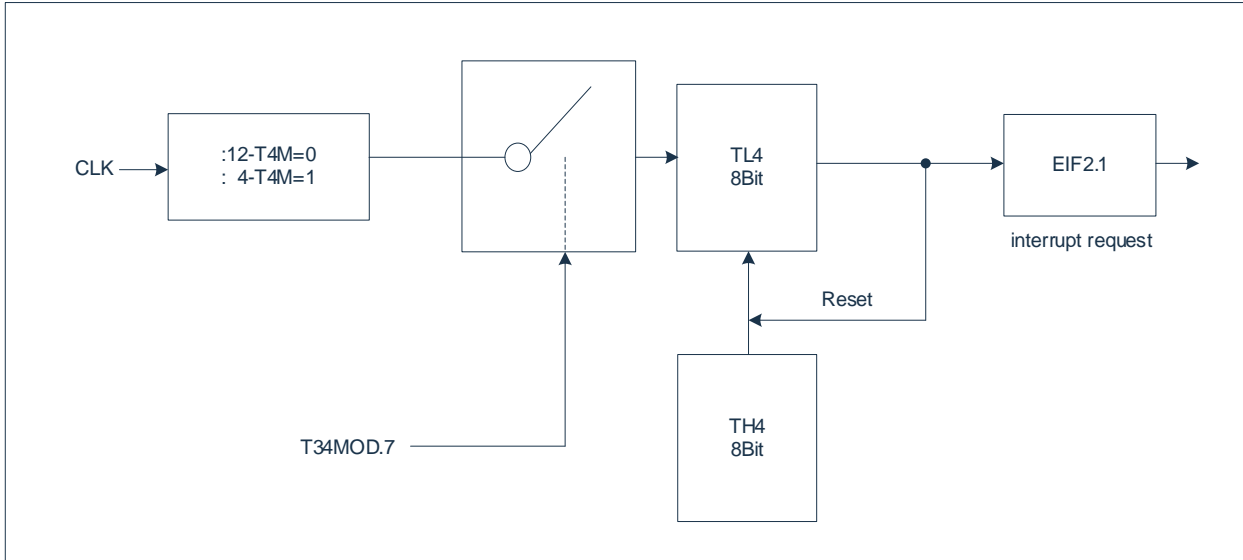 CLK
:12-T4M=0
: 4-T4M=1
TL4
8Bit
EIF2.1
interrupt request
Reset
TH4
8Bit
T34MOD.7